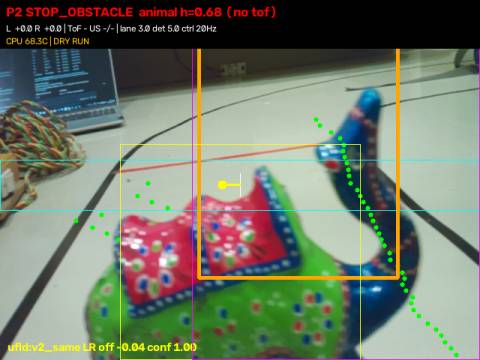 P2 STOP_OBSTACLE animal h=0.68 (no tof)
L +0.0 R +0.0 | ToF - US -/- | lane 3.0 det 5.0 ctrl 20Hz
CPU 68.3C | DRY RUN
ufld:v2_same LR off -0.04 conf 1.00